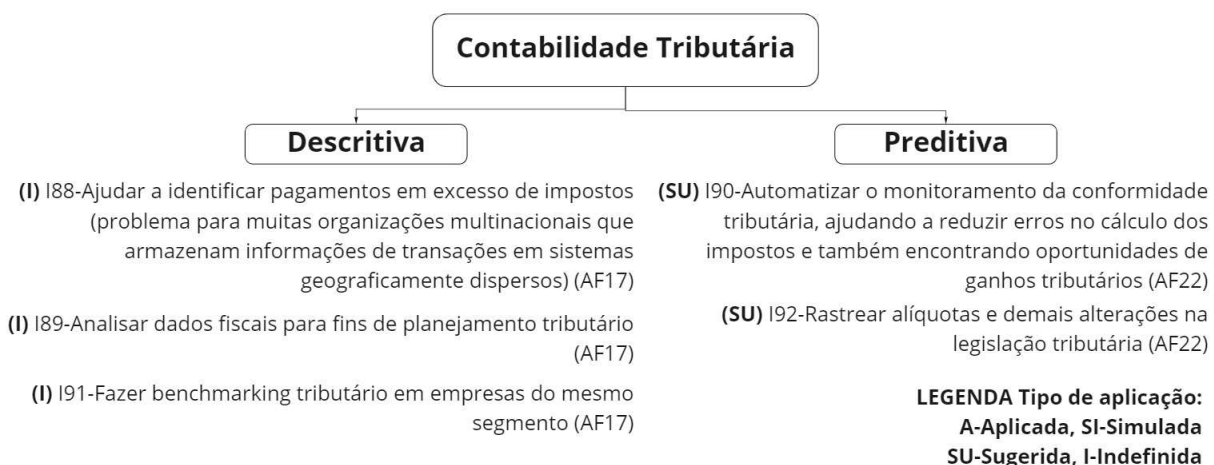 Contabilidade Tributária
Descritiva
(I) I88-Ajudar a identificar pagamentos em excesso de impostos
(problema para muitas organizações multinacionais que
armazenam informações de transações em sistemas
geograficamente dispersos) (AF17)
(I) I89-Analisar dados fiscais para fins de planejamento tributário
(AF17)
(I) I91-Fazer benchmarking tributário em empresas do mesmo
segmento (AF17)
Preditiva
(SU) I90-Automatizar o monitoramento da conformidade
tributária, ajudando a reduzir erros no cálculo dos
impostos e também encontrando oportunidades de
ganhos tributários (AF22)
(SU) I92-Rastrear alíquotas e demais alterações na
legislação tributária (AF22)
LEGENDA Tipo de aplicação:
A-Aplicada, SI-Simulada
SU-Sugerida, I-Indefinida